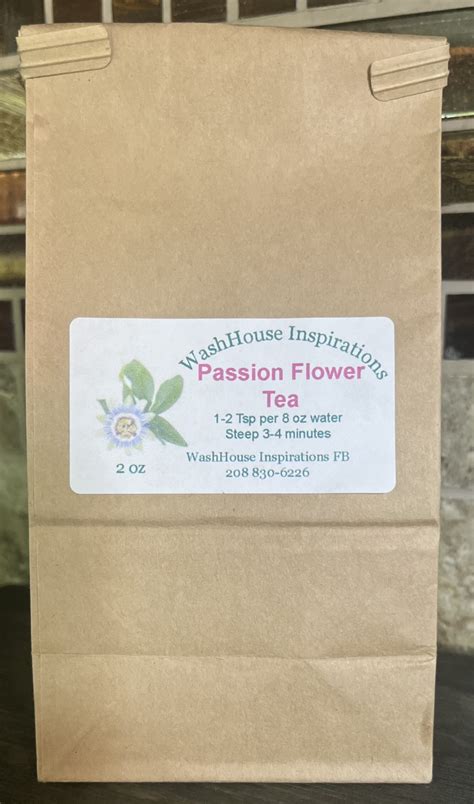 WashHouse Inspirations
Passion Flower
Tea
1-2 Tsp per 8 oz water
Steep 3-4 minutes
WashHouse Inspirations FB
2 oz
208 830-6226